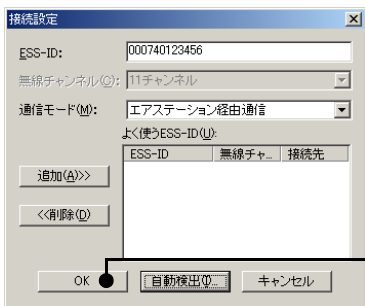 接続設定
ESS-ID: 000740123456
無線チャンネル(G): 11チャンネル
通信モード(M): エアステーション経由通信
よく使うESS-ID(U):
ESS-ID 無線チャ... 接続先
追加(A)>>
<<削除(D)
OK 自動検出(I)... キャンセル